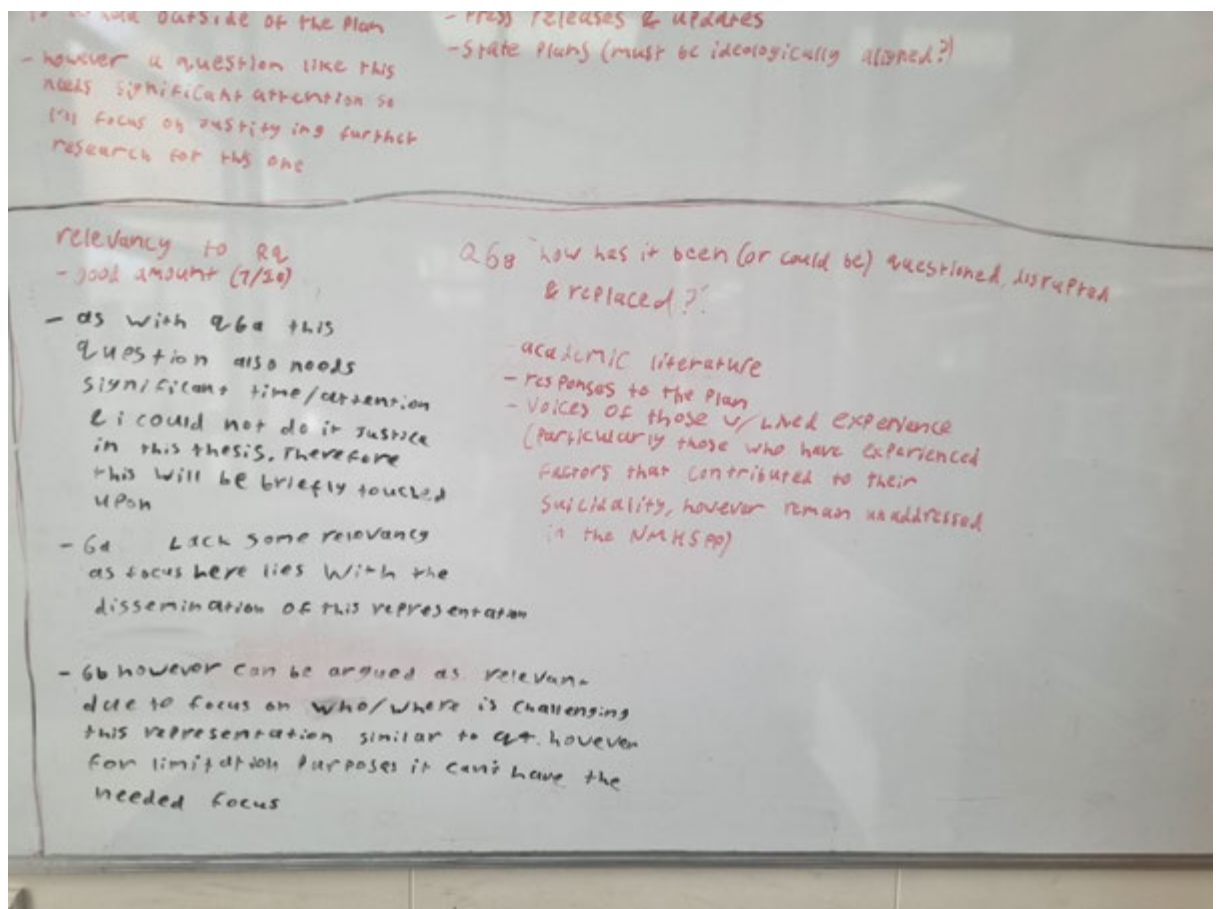 outside of the Plan
- however a question like this
needs significant attention so
I'll focus on justifying further
research for this one
- Press releases & updates
- State Plans (must be ideologically aligned?)
relevancy to RQ
- good amount (7/10)
- as with Q6a this
question also needs
significant time/attention
& i could not do it justice
in this thesis. Therefore
this will be briefly touched
upon
- 6a Lack some relevancy
as focus here lies with the
dissemination of this representation
- 6b however can be argued as relevant
due to focus on who/where is challenging
this representation similar to Q4. however
for limitation purposes it can't have the
needed focus
Q6B "how has it been (or could be) questioned, disrupted
& replaced?"
academic literature
- responses to the Plan
- Voices of those w/ Lived experience
(Particularly those who have experienced
factors that contributed to their
suicidality, however remain unaddressed
in the NMHSPP)